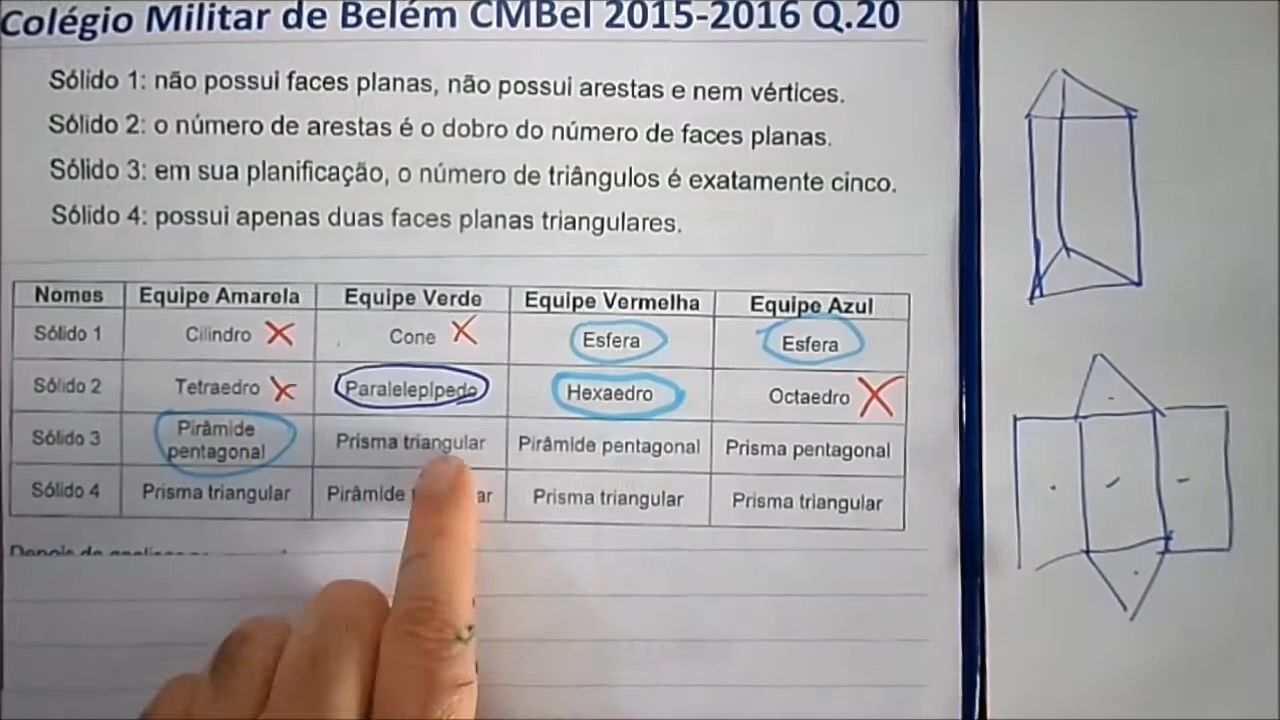 Colégio Militar de Belém CMBel 2015-2016 Q.20
Sólido 1: não possui faces planas, não possui arestas e nem vértices.
Sólido 2: o número de arestas é o dobro do número de faces planas.
Sólido 3: em sua planificação, o número de triângulos é exatamente cinco.
Sólido 4: possui apenas duas faces planas triangulares.
Nomes Equipe Amarela Equipe Verde Equipe Vermelha Equipe Azul
Sólido 1 Cilindro Cone Esfera Esfera
Sólido 2 Tetraedro Paralelepípedo Hexaedro Octaedro
Sólido 3 Pirâmide pentagonal Prisma triangular Pirâmide pentagonal Prisma pentagonal
Sólido 4 Prisma triangular Pirâmide Prisma triangular Prisma triangular